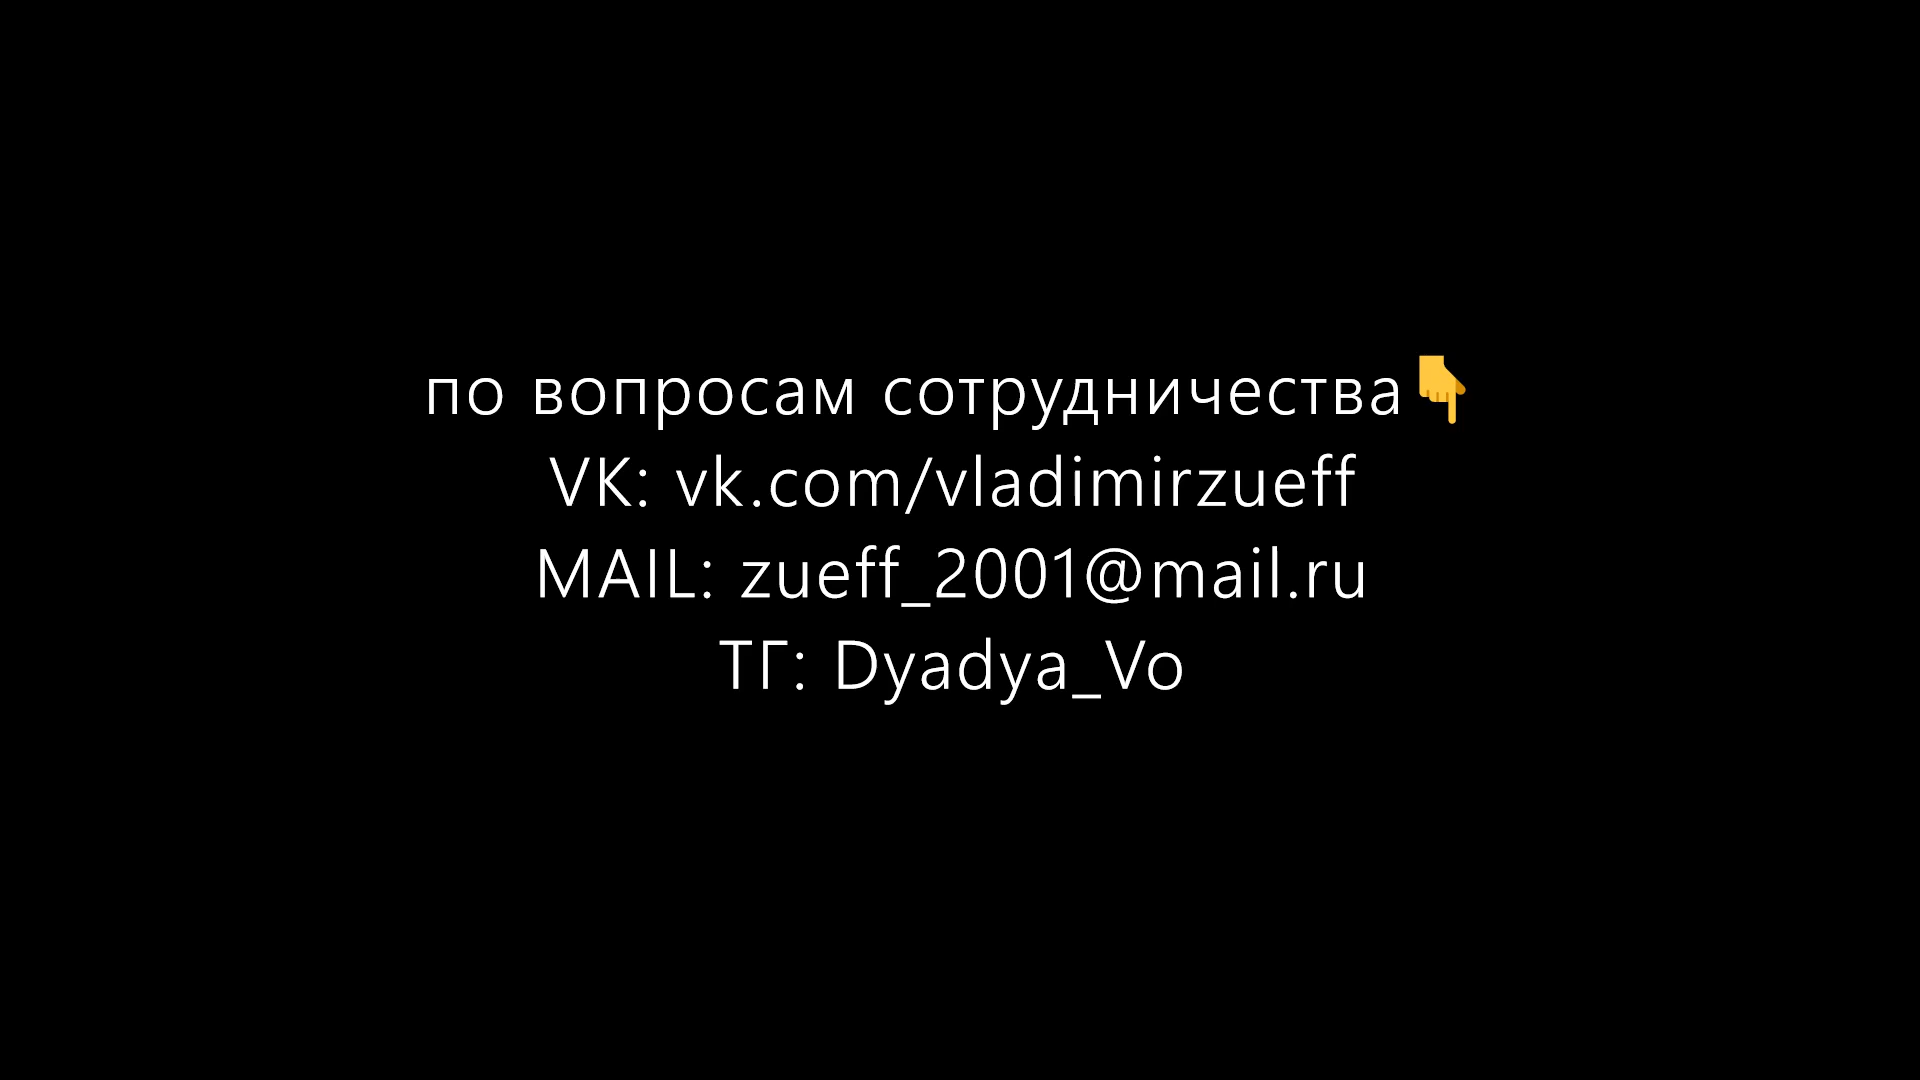 по вопросам сотрудничества👇
VK: vk.com/vladimirzueff
MAIL: zueff_2001@mail.ru
ТГ: Dyadya_Vo